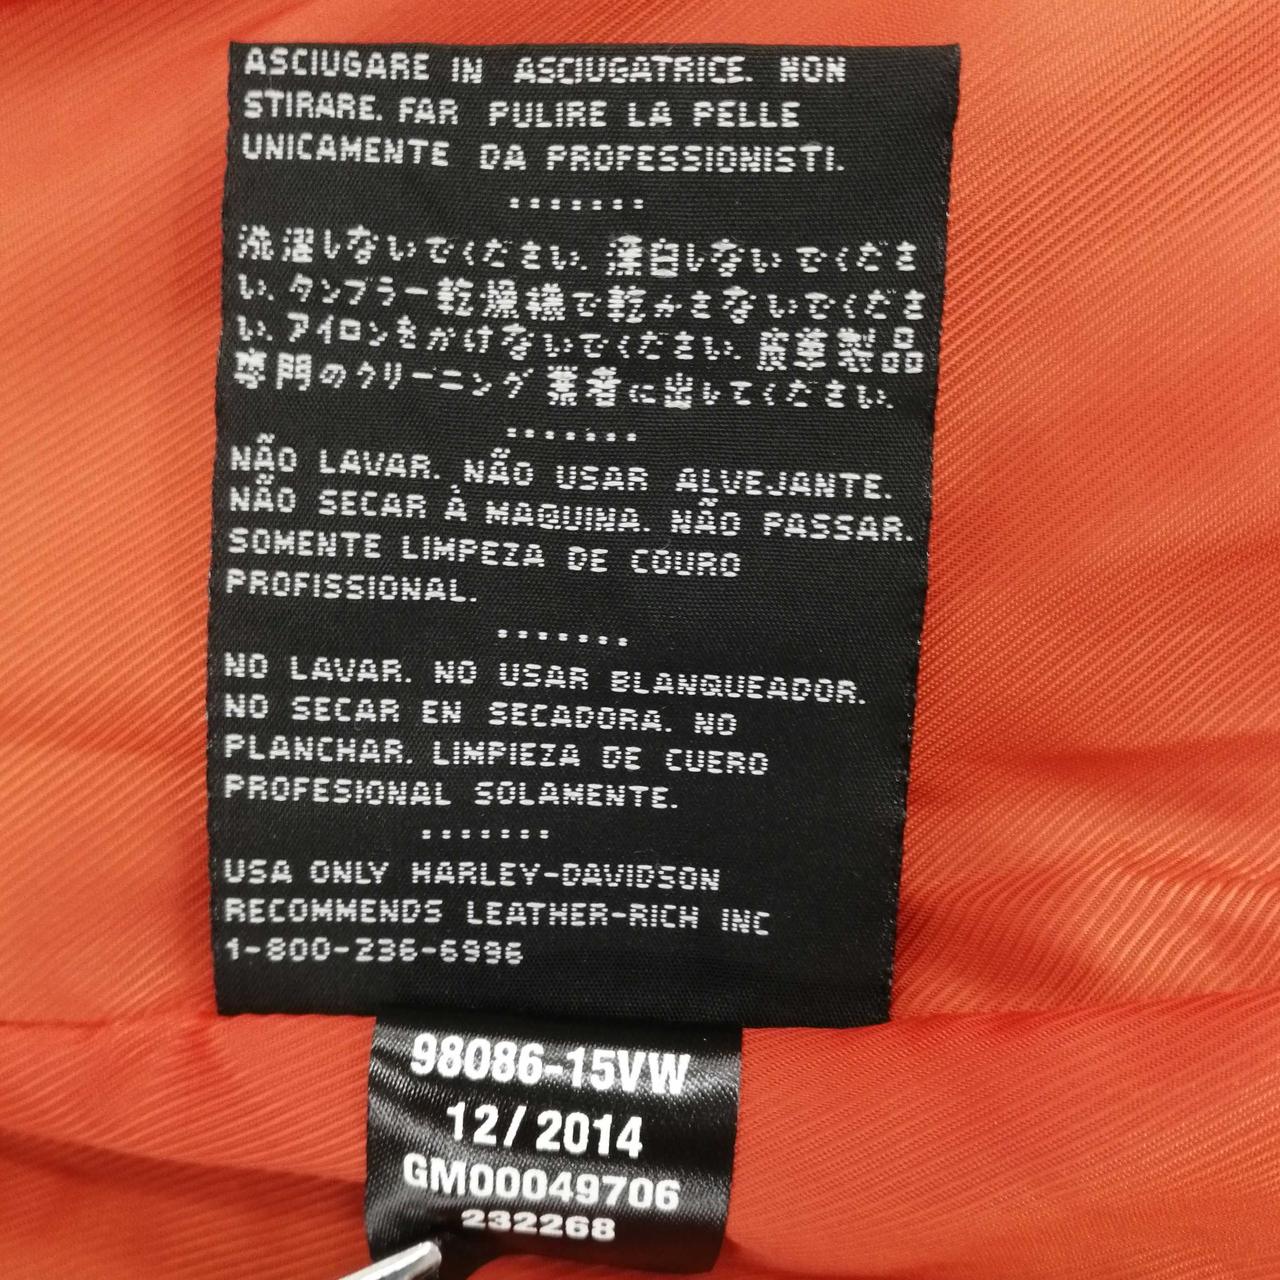 ASCIUGARE IN ASCIUGATRICE. NON
STIRARE. FAR PULIRE LA PELLE
UNICAMENTE DA PROFESSIONISTI.
洗濯しないでください. 漂白しないでくださ
い. タンブラー乾燥機で乾かさないでくださ
い. アイロンをかけないでください. 皮革製品
専門のクリーニング業者に出してください.
NÃO LAVAR. NÃO USAR ALVEJANTE.
NÃO SECAR À MAQUINA. NÃO PASSAR.
SOMENTE LIMPEZA DE COURO
PROFISSIONAL.
NO LAVAR. NO USAR BLANQUEADOR.
NO SECAR EN SECADORA. NO
PLANCHAR. LIMPIEZA DE CUERO
PROFESIONAL SOLAMENTE.
USA ONLY HARLEY-DAVIDSON
RECOMMENDS LEATHER-RICH INC
1-800-236-6996
98086-15VW
12/2014
GM00049706
232268